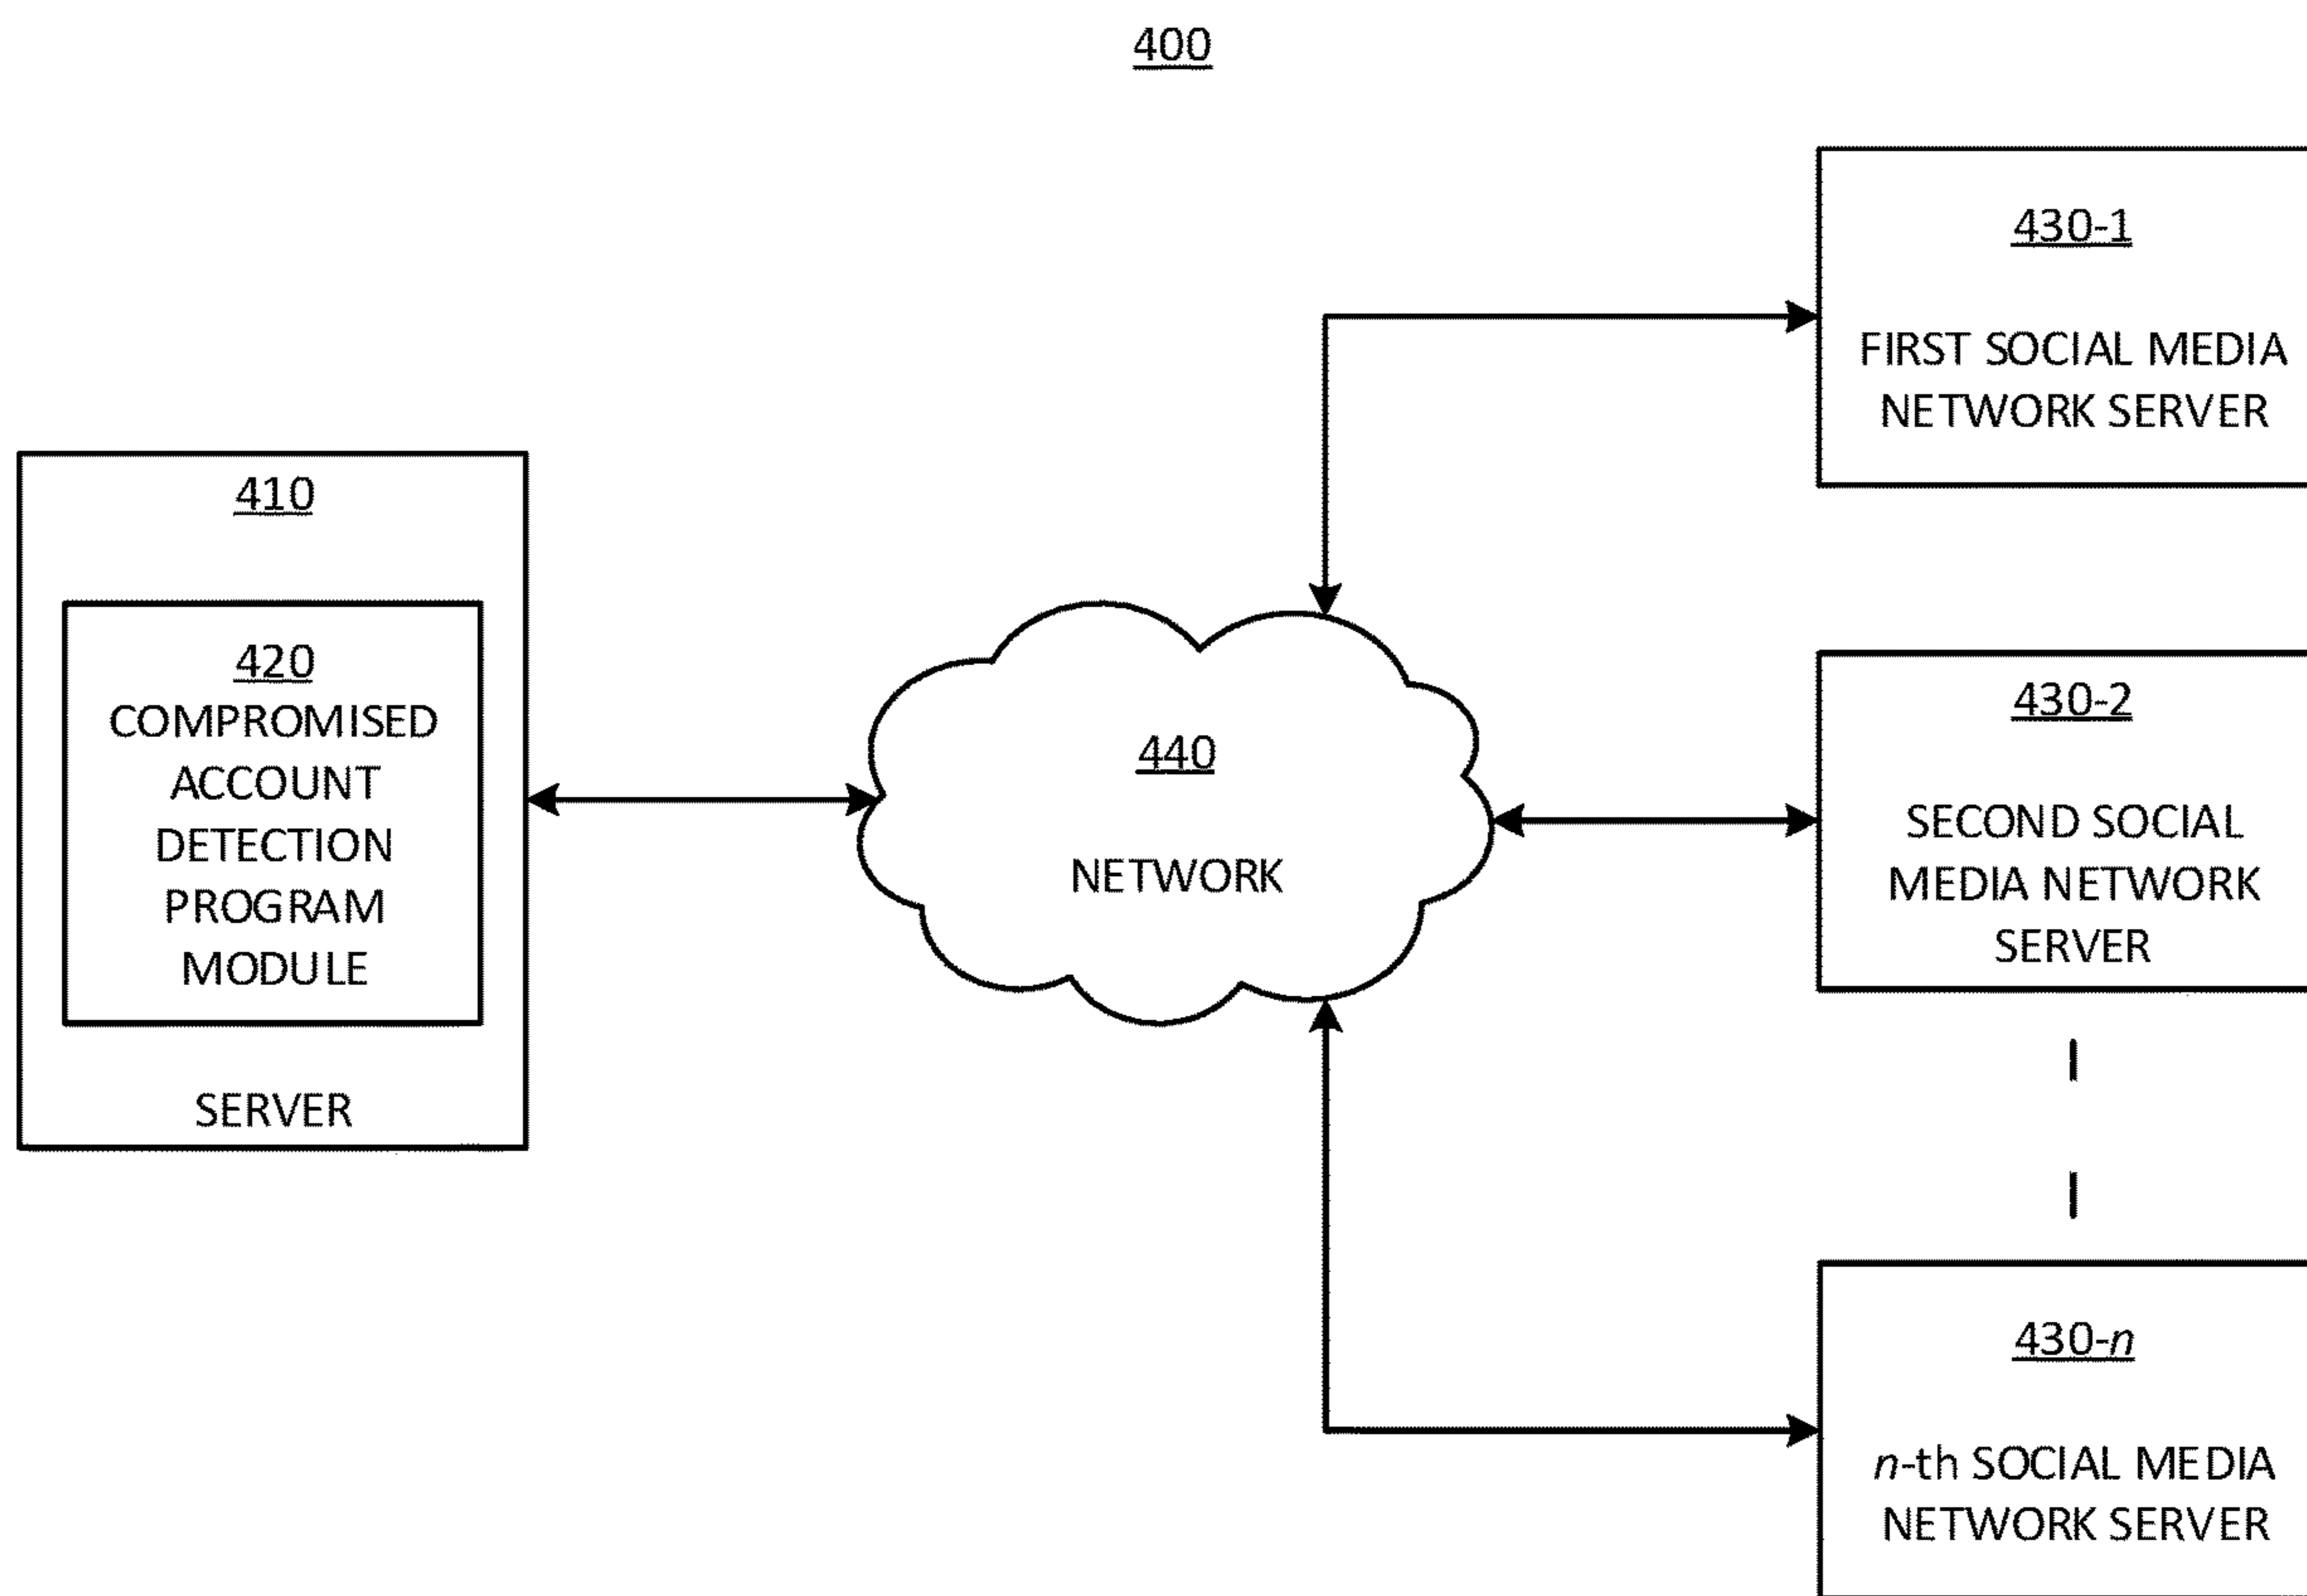 400
410
420
COMPROMISED
ACCOUNT
DETECTION
PROGRAM
MODULE
SERVER
440
NETWORK
430-1
FIRST SOCIAL MEDIA
NETWORK SERVER
430-2
SECOND SOCIAL
MEDIA NETWORK
SERVER
430-n
n-th SOCIAL MEDIA
NETWORK SERVER